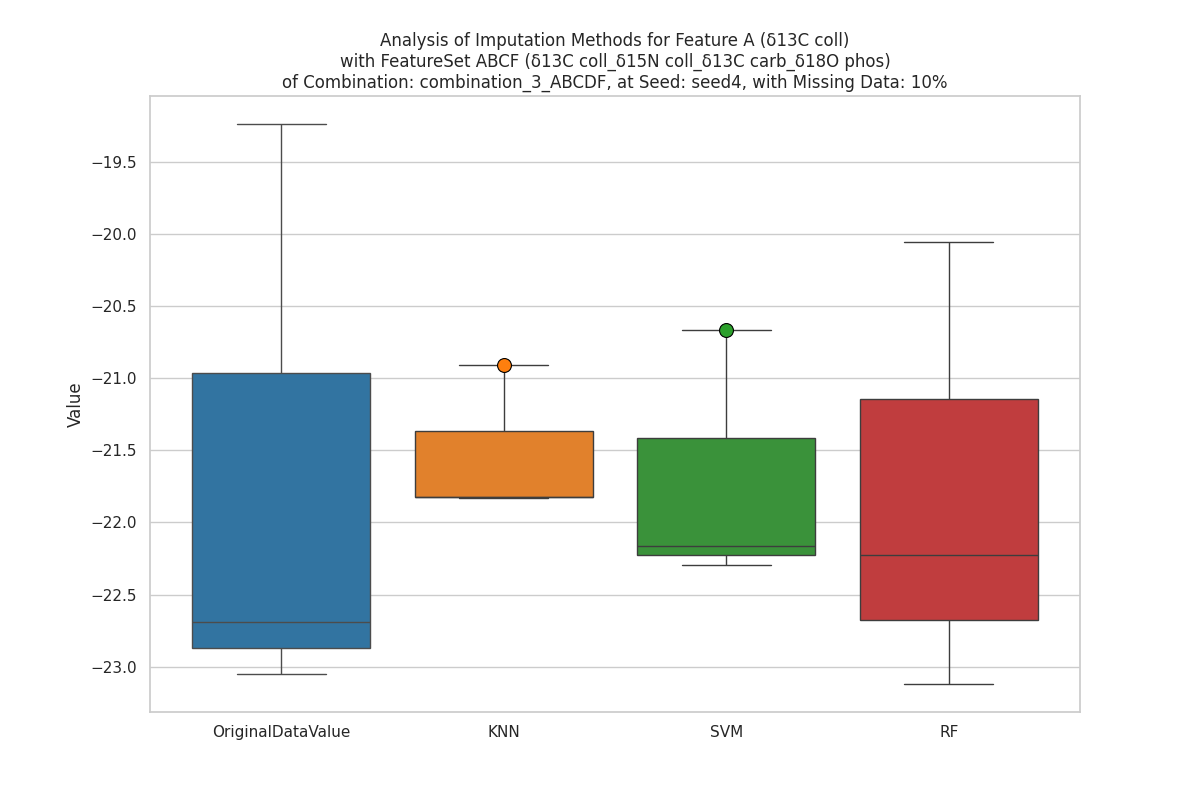 Analysis of Imputation Methods for Feature A (δ13C coll)
with FeatureSet ABCF (δ13C coll_δ15N coll_δ13C carb_δ18O phos)
of Combination: combination_3_ABCDF, at Seed: seed4, with Missing Data: 10%
−19.5
−20.0
−20.5
−21.0
−21.5
−22.0
−22.5
−23.0
Value
OriginalDataValue
KNN
SVM
RF